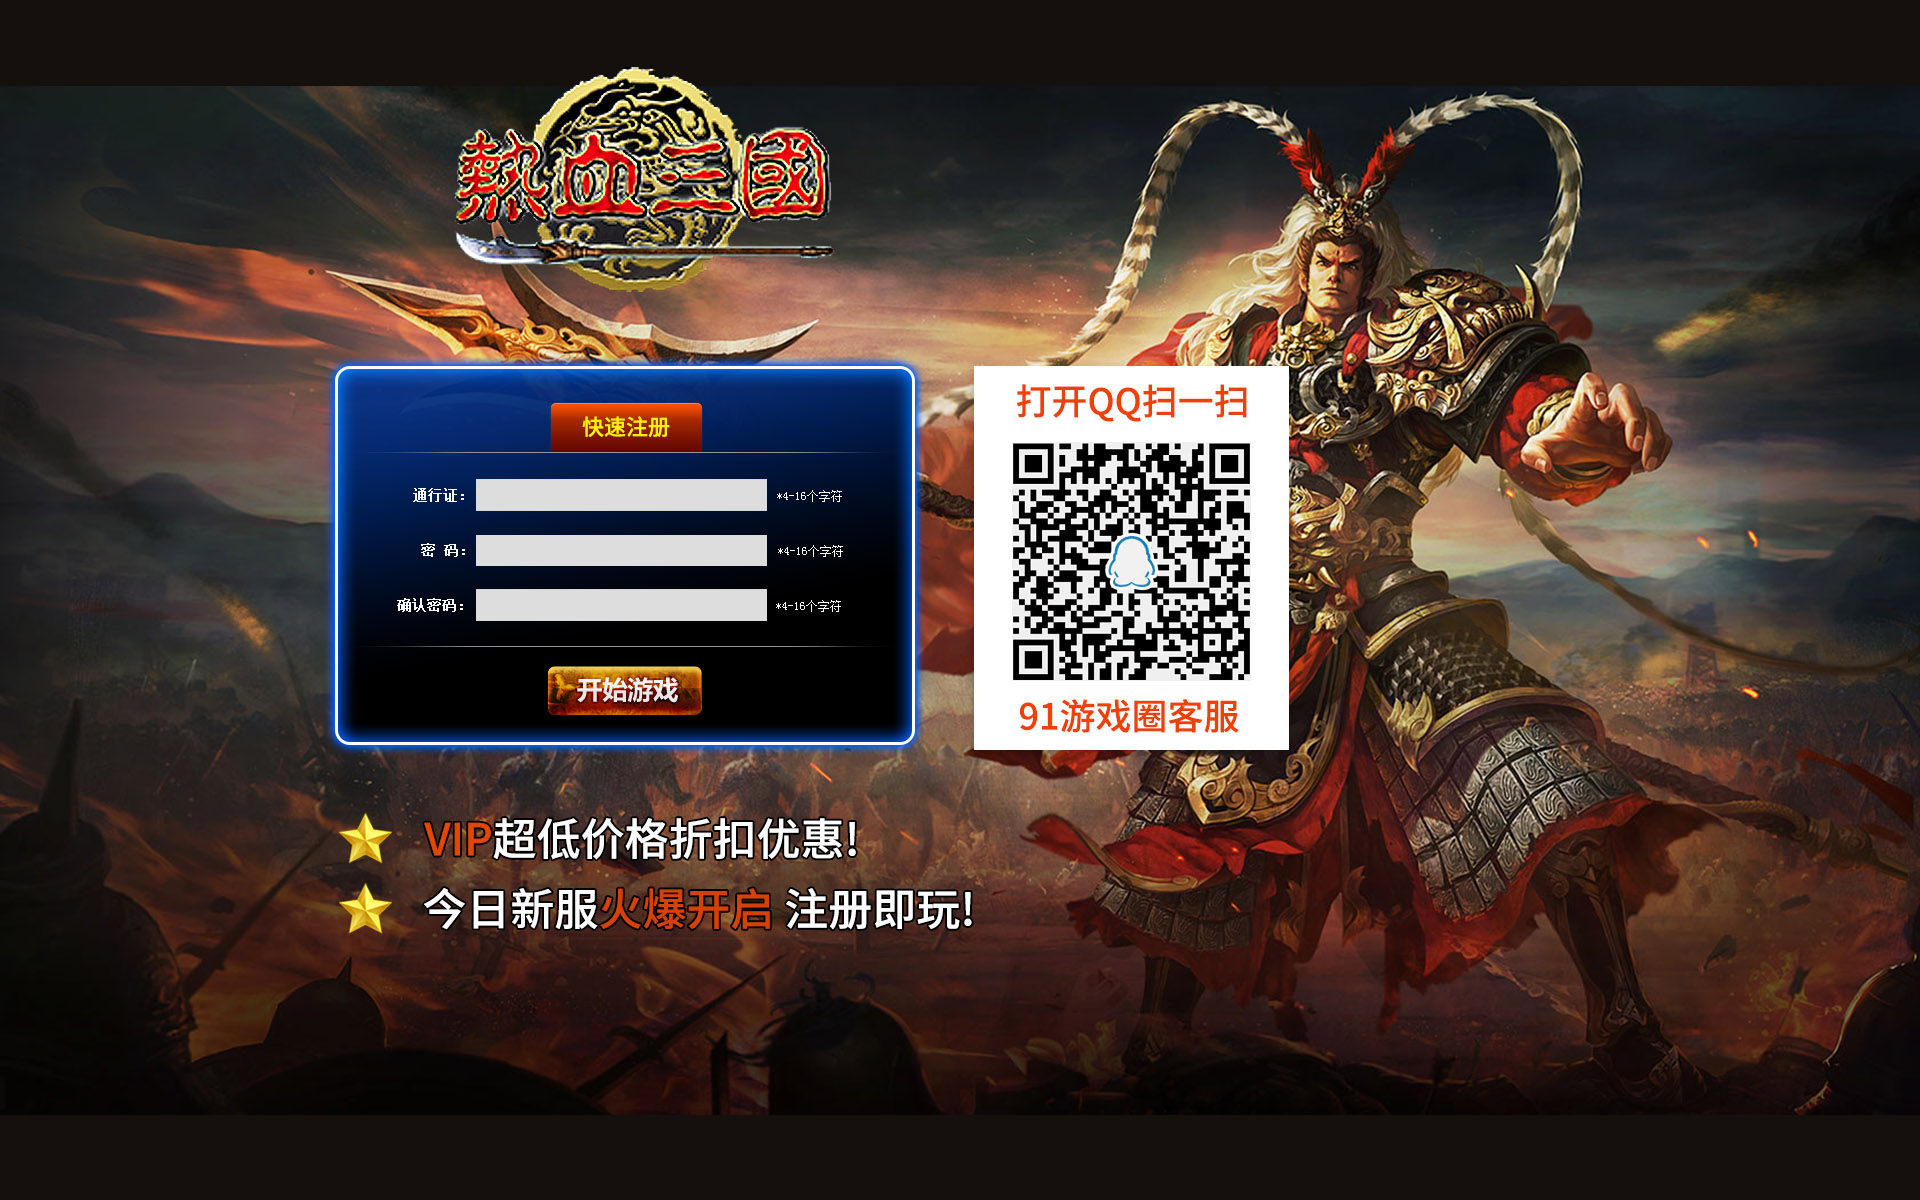 熱血三國
快速注册
通行证：
*4-16个字符
密 码：
*4-16个字符
确认密码：
*4-16个字符
开始游戏
打开QQ扫一扫
91游戏圈客服
VIP超低价格折扣优惠!
今日新服火爆开启 注册即玩!